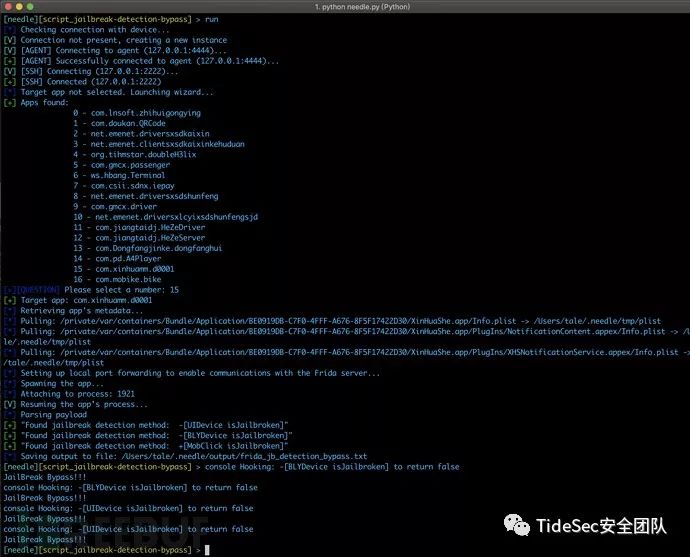 1. python needle.py (Python)
[needle][script_jailbreak-detection-bypass] > run
[*] Checking connection with device...
[V] Connection not present, creating a new instance
[V] [AGENT] Connecting to agent (127.0.0.1:4444)...
[+] [AGENT] Successfully connected to agent (127.0.0.1:4444)...
[V] [SSH] Connecting (127.0.0.1:2222)...
[+] [SSH] Connected (127.0.0.1:2222)
[*] Target app not selected. Launching wizard...
[+] Apps found:
0 - com.lnsoft.zhihuigongying
1 - com.doukan.QRCode
2 - net.emenet.driversxsdkaixin
3 - net.emenet.clientsxsdkaixinkehuduan
4 - org.tihmstar.doubleH3lix
5 - com.gmcx.passenger
6 - ws.hbang.Terminal
7 - com.csii.sdnx.iepay
8 - net.emenet.driversxsdshunfeng
9 - com.gmcx.driver
10 - net.emenet.driversxlcyixsdshunfengsjd
11 - com.jiangtaidj.HeZeDriver
12 - com.jiangtaidj.HeZeServer
13 - com.Dongfangjinke.dongfanghui
14 - com.pd.A4Player
15 - com.xinhuamm.d0001
16 - com.mobike.bike
[>][QUESTION] Please select a number: 15
[+] Target app: com.xinhuamm.d0001
[*] Retrieving app's metadata...
[*] Pulling: /private/var/containers/Bundle/Application/BE0919DB-C7F0-4FFF-A676-8F5F17422D30/XinHuaShe.app/Info.plist -> /Users/tale/.needle/tmp/plist
[*] Pulling: /private/var/containers/Bundle/Application/BE0919DB-C7F0-4FFF-A676-8F5F17422D30/XinHuaShe.app/PlugIns/NotificationContent.appex/Info.plist -> /
le/.needle/tmp/plist
[*] Pulling: /private/var/containers/Bundle/Application/BE0919DB-C7F0-4FFF-A676-8F5F17422D30/XinHuaShe.app/PlugIns/XHSNotificationService.appex/Info.plist ->
/tale/.needle/tmp/plist
[*] Setting up local port forwarding to enable communications with the Frida server...
[*] Spawning the app...
[*] Attaching to process: 1921
[V] Resuming the app's process...
[*] Parsing payload
[+] "Found jailbreak detection method:  -[UIDevice isJailbroken]"
[+] "Found jailbreak detection method:  -[BLYDevice isJailbroken]"
[+] "Found jailbreak detection method:  +[MobClick isJailbroken]"
[*] Saving output to file: /Users/tale/.needle/output/frida_jb_detection_bypass.txt
[needle][script_jailbreak-detection-bypass] > console Hooking: -[BLYDevice isJailbroken] to return false
JailBreak Bypass!!!
console Hooking: -[BLYDevice isJailbroken] to return false
JailBreak Bypass!!!
console Hooking: -[UIDevice isJailbroken] to return false
JailBreak Bypass!!!
console Hooking: -[UIDevice isJailbroken] to return false
JailBreak Bypass!!!
[needle][script_jailbreak-detection-bypass] >
TideSec安全团队